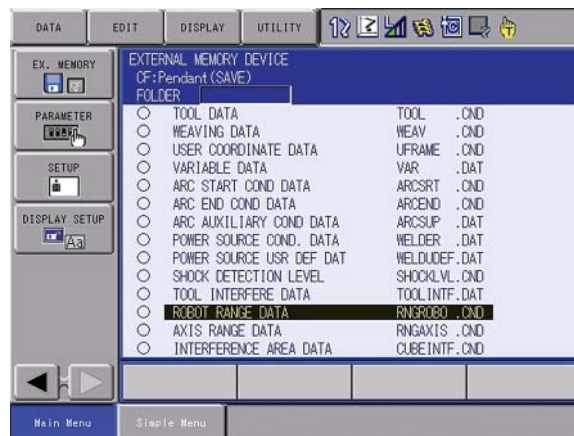 DATA EDIT DISPLAY UTILITY
EX. MEMORY
PARAMETER
SETUP
DISPLAY SETUP
Aa
EXTERNAL MEMORY DEVICE
CF:Pendant(SAVE)
FOLDER
TOOL DATA TOOL .CND
WEAVING DATA WEAV .CND
USER COORDINATE DATA UFRAME .CND
VARIABLE DATA VAR .DAT
ARC START COND DATA ARCSRT .CND
ARC END COND DATA ARCEND .CND
ARC AUXILIARY COND DATA ARCSUP .DAT
POWER SOURCE COND. DATA WELDER .DAT
POWER SOURCE USR DEF DAT WELDUDEF.DAT
SHOCK DETECTION LEVEL SHOCKLVL.CND
TOOL INTERFERE DATA TOOLINTF.DAT
ROBOT RANGE DATA RNGROBO .CND
AXIS RANGE DATA RNGAXIS .CND
INTERFERENCE AREA DATA CUBEINTF.CND
Main Menu Simple Menu